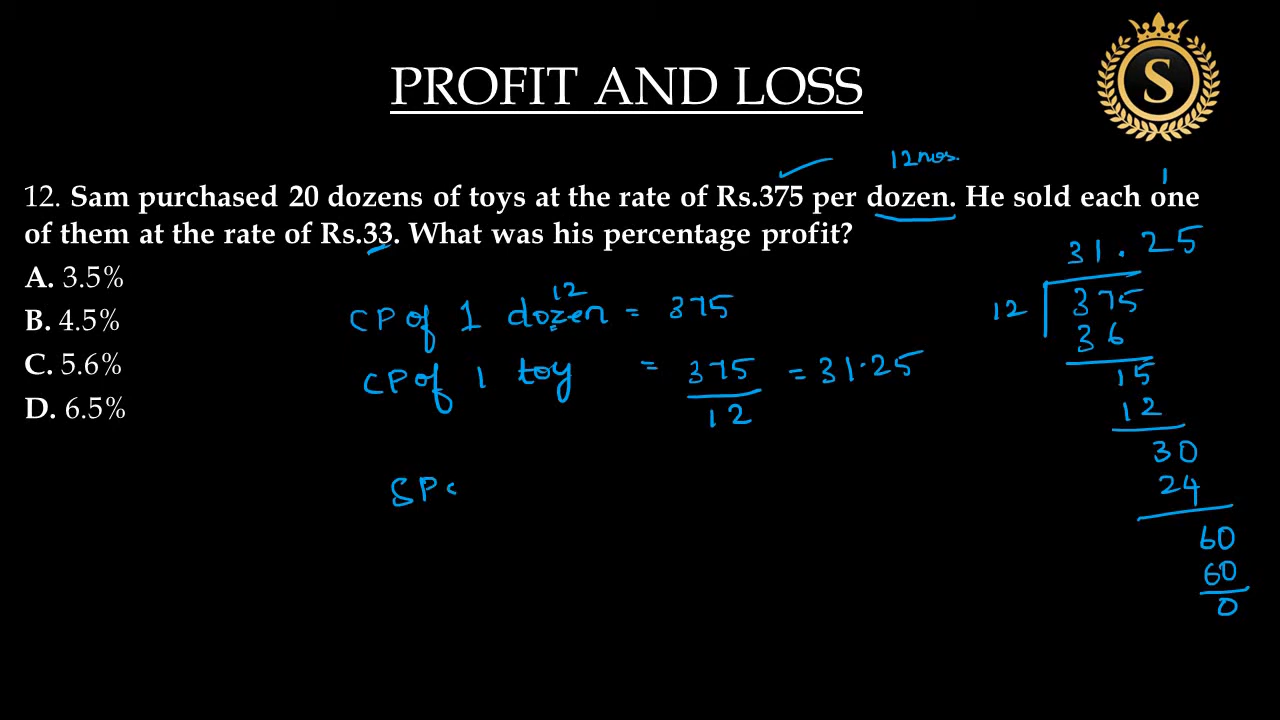 PROFIT AND LOSS
S
12 nos.
1
12. Sam purchased 20 dozens of toys at the rate of Rs.375 per dozen. He sold each one
of them at the rate of Rs.33. What was his percentage profit?
A. 3.5%
B. 4.5%
C. 5.6%
D. 6.5%
12
CP of 1 dozen = 375
CP of 1 toy = 375/12 = 31.25
SP
31.25
12 375
36
15
12
30
24
60
60
0